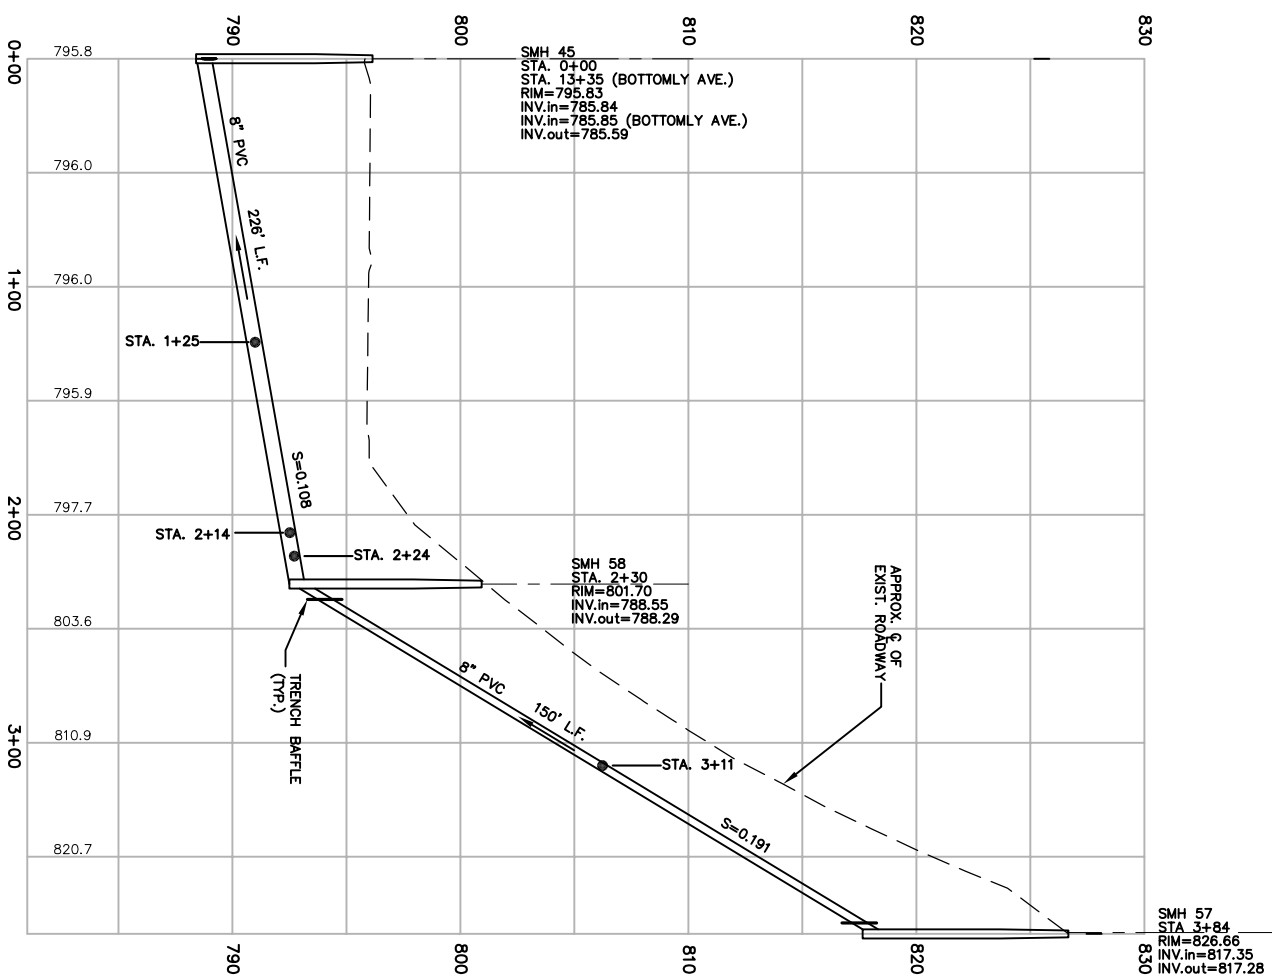 790
800
810
820
830
0+00
795.8
SMH 45
STA. 0+00
STA. 13+35 (BOTTOMLY AVE.)
RIM=795.83
INV.in=785.84
INV.in=785.85 (BOTTOMLY AVE.)
INV.out=785.59
8" PVC
796.0
226' L.F.
1+00
796.0
STA. 1+25
795.9
S=0.108
2+00
797.7
STA. 2+14
STA. 2+24
SMH 58
STA. 2+30
RIM=801.70
INV.in=788.55
INV.out=788.29
APPROX. ℄ OF
EXIST. ROADWAY
803.6
TRENCH BAFFLE
(TYP.)
8" PVC
150' L.F.
3+00
810.9
STA. 3+11
S=0.191
820.7
SMH 57
STA 3+84
RIM=826.66
INV.in=817.35
INV.out=817.28
790
800
810
820
830